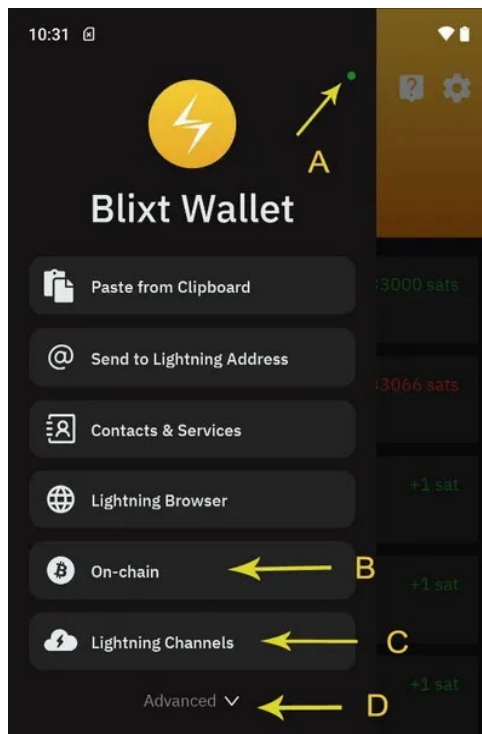 10:31
A
Blixt Wallet
Paste from Clipboard
3000 sats
Send to Lightning Address
3066 sats
Contacts & Services
Lightning Browser
+1 sat
On-chain
B
+1 sat
Lightning Channels
C
Advanced
D
+1 sat